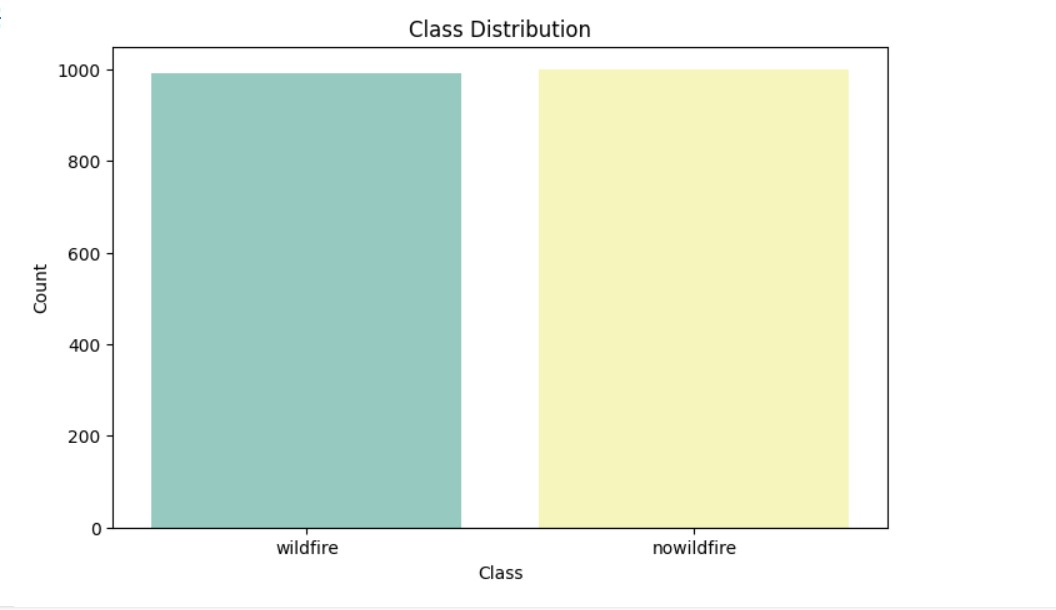 Class Distribution
1000
800
600
400
200
0
Count
wildfire
nowildfire
Class